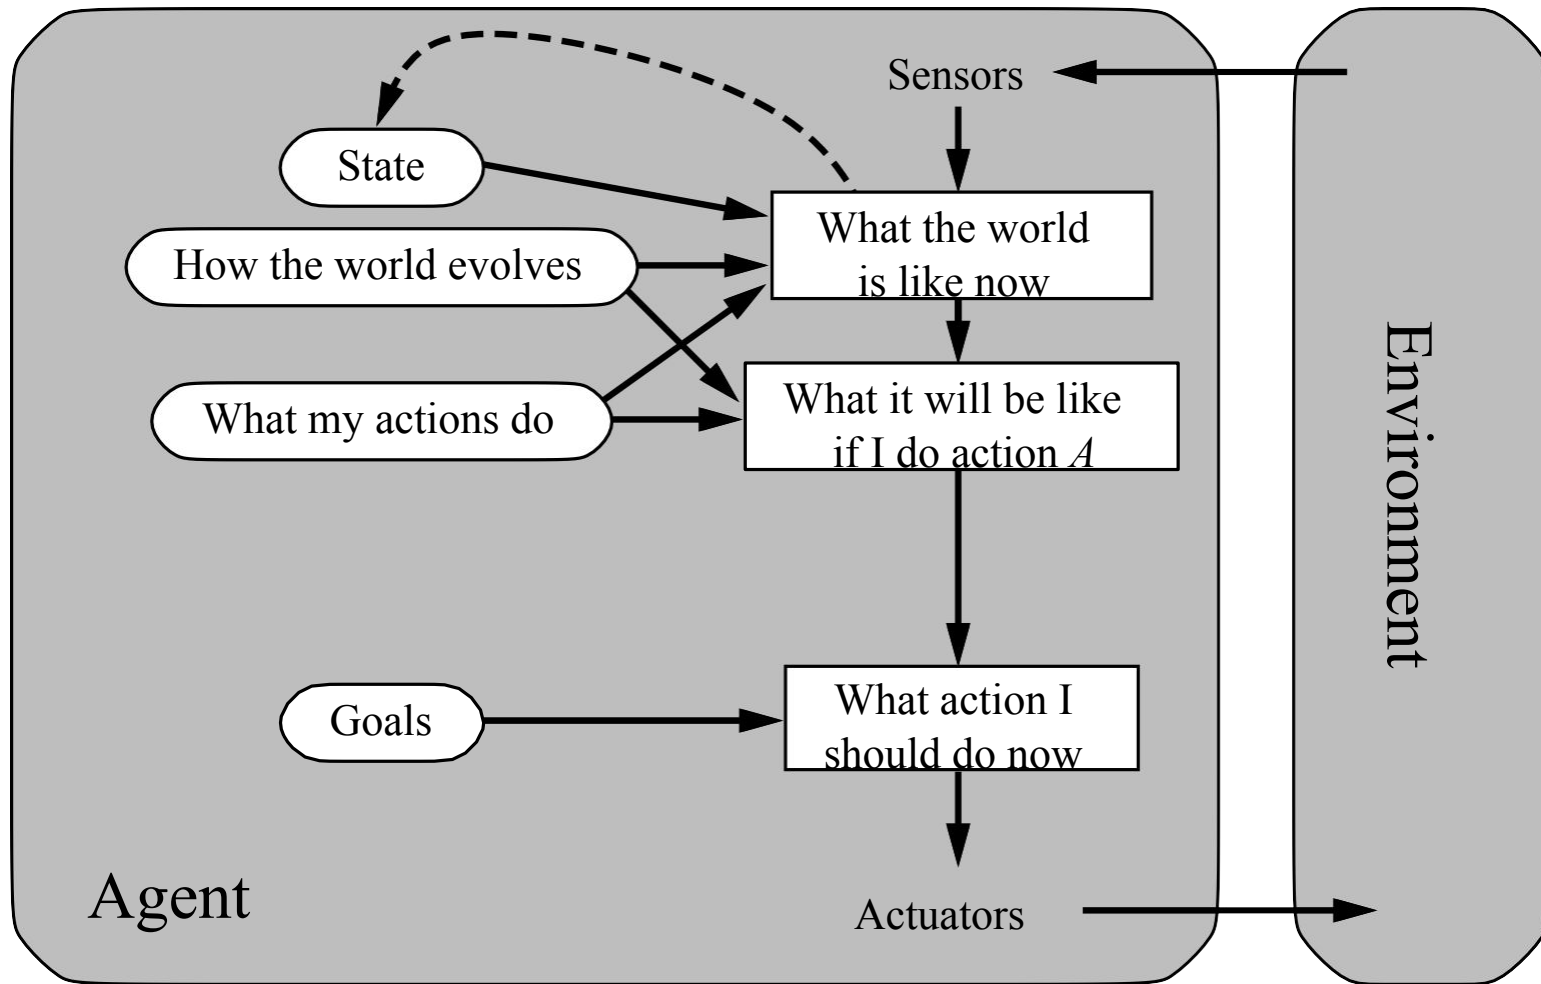 Sensors
State
What the world
is like now
How the world evolves
What my actions do
What it will be like
if I do action A
Goals
What action I
should do now
Agent
Actuators
Environment